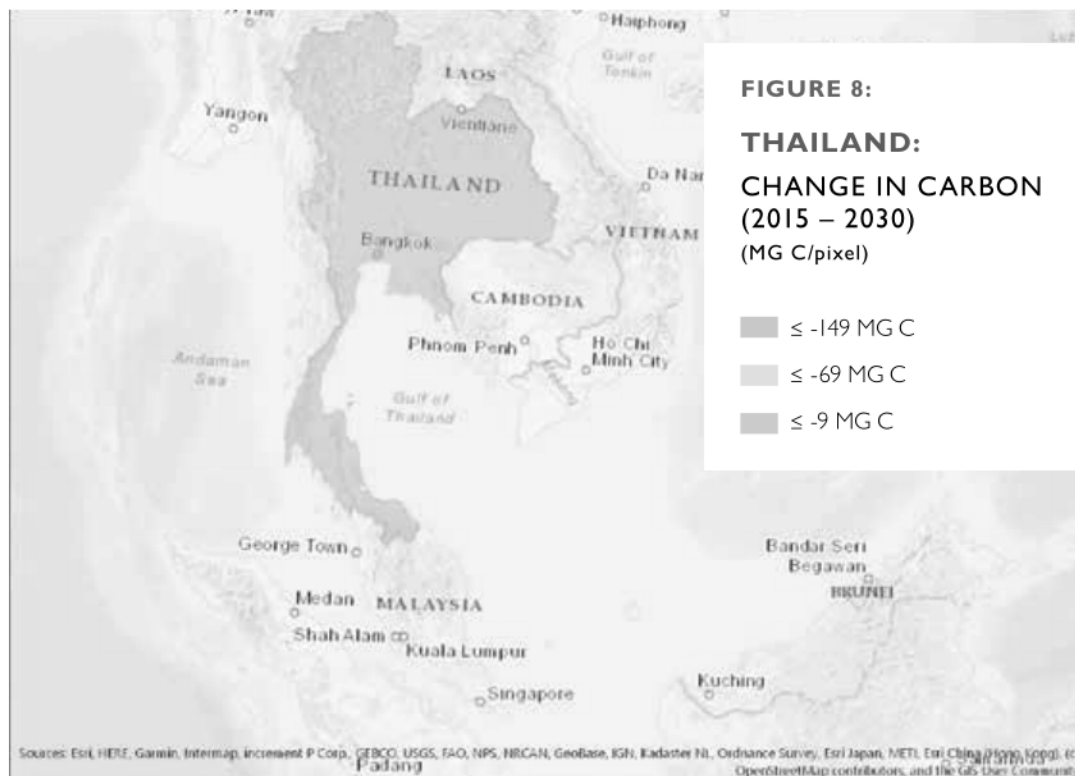 Haiphong
Gulf of
Tonkin
LAOS
Yangon
Vientiane
THAILAND
Da Nan
VIETNAM
Bangkok
CAMBODIA
Phnom Penh
Ho Chi
Minh City
Andaman
Sea
Gulf of
Thailand
George Town
Bandar Seri
Begawan
BRUNEI
Medan
MALAYSIA
Shah Alam
Kuala Lumpur
Kuching
Singapore
Padang
FIGURE 8:
THAILAND:
CHANGE IN CARBON
(2015 – 2030)
(MG C/pixel)
≤ -149 MG C
≤ -69 MG C
≤ -9 MG C
Sources: Esri, HERE, Garmin, Intermap, increment P Corp., GEBCO, USGS, FAO, NPS, NRCAN, GeoBase, IGN, Kadaster NL, Ordnance Survey, Esri Japan, METI, Esri China (Hong Kong), (c)
OpenStreetMap contributors, and the GIS User Communit